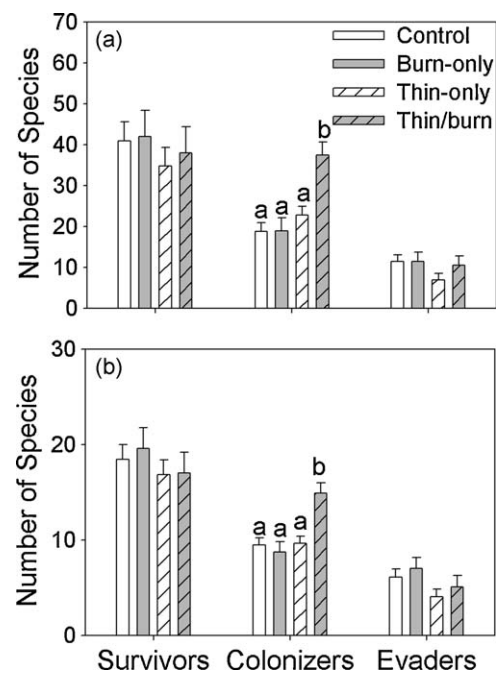 70
(a)
Control
60
Burn-only
50
Thin-only
40
Thin/burn
b
30
a a a
20
10
0
Number of Species
30
(b)
20
b
a a a
10
0
Number of Species
Survivors Colonizers Evaders